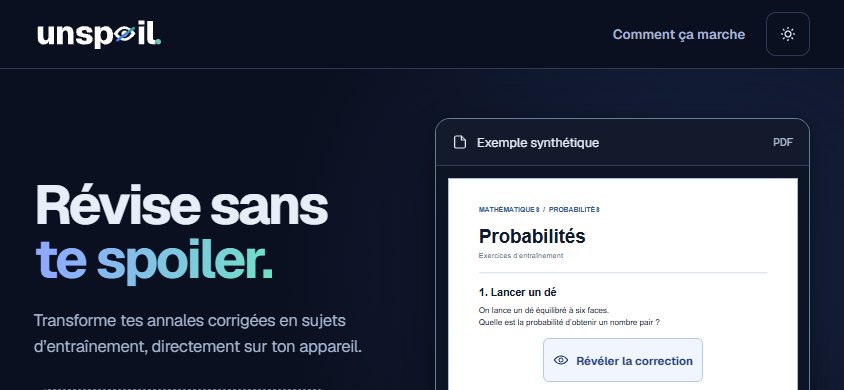 unspoil.
Comment ça marche
Révise sans
te spoiler.
Transforme tes annales corrigées en sujets
d'entraînement, directement sur ton appareil.
Exemple synthétique
PDF
MATHÉMATIQUES / PROBABILITÉS
Probabilités
Exercices d'entraînement
1. Lancer un dé
On lance un dé équilibré à six faces.
Quelle est la probabilité d'obtenir un nombre pair ?
Révéler la correction